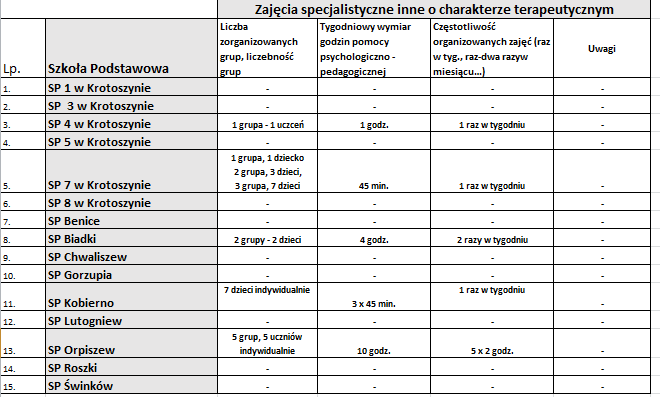 Zajęcia specjalistyczne inne o charakterze terapeutycznym
Lp. Szkoła Podstawowa Liczba zorganizowanych grup, liczebność grup Tygodniowy wymiar godzin pomocy psychologiczno - pedagogicznej Częstotliwość organizowanych zajęć (raz w tyg., raz-dwa razyw miesiącu...) Uwagi
1. SP 1 w Krotoszynie - - - -
2. SP 3 w Krotoszynie - - - -
3. SP 4 w Krotoszynie 1 grupa - 1 uczceń 1 godz. 1 raz w tygodniu -
4. SP 5 w Krotoszynie - - - -
5. SP 7 w Krotoszynie 1 grupa, 1 dziecko 2 grupa, 3 dzieci, 3 grupa, 7 dzieci 45 min. 1 raz w tygodniu -
6. SP 8 w Krotoszynie - - - -
7. SP Benice - - - -
8. SP Biadki 2 grupy - 2 dzieci 4 godz. 2 razy w tygodniu -
9. SP Chwaliszew - - - -
10. SP Gorzupia - - - -
11. SP Kobierno 7 dzieci indywidualnie 3 x 45 min. 1 raz w tygodniu -
12. SP Lutogniew - - - -
13. SP Orpiszew 5 grup, 5 uczniów indywidualnie 10 godz. 5 x 2 godz. -
14. SP Roszki - - - -
15. SP Świnków - - - -